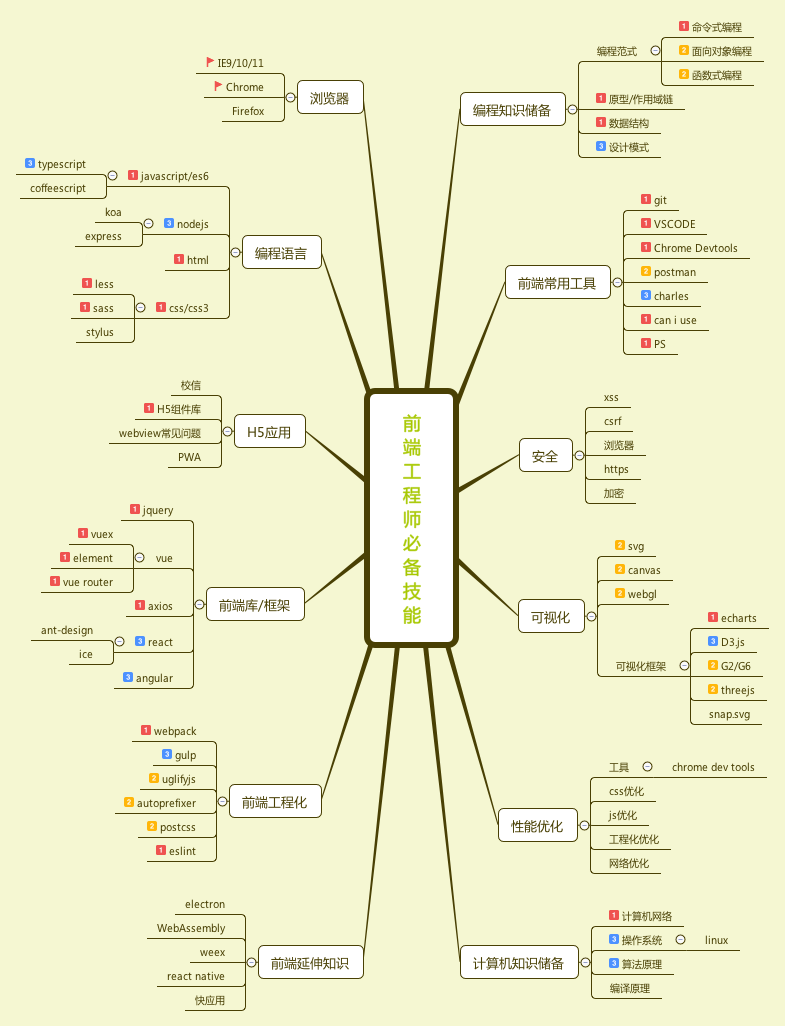 前端工程师必备技能
浏览器
IE9/10/11
Chrome
Firefox
编程语言
1 javascript/es6
3 typescript
coffeescript
3 nodejs
koa
express
1 html
1 css/css3
1 less
1 sass
stylus
H5应用
校信
1 H5组件库
webview常见问题
PWA
前端库/框架
1 jquery
vue
1 vuex
1 element
1 vue router
1 axios
3 react
ant-design
ice
3 angular
前端工程化
1 webpack
3 gulp
2 uglifyjs
2 autoprefixer
2 postcss
1 eslint
前端延伸知识
electron
WebAssembly
weex
react native
快应用
编程知识储备
编程范式
1 命令式编程
2 面向对象编程
2 函数式编程
1 原型/作用域链
1 数据结构
3 设计模式
前端常用工具
1 git
1 VSCODE
1 Chrome Devtools
2 postman
3 charles
1 can i use
1 PS
安全
xss
csrf
浏览器
https
加密
可视化
2 svg
2 canvas
2 webgl
可视化框架
1 echarts
3 D3.js
2 G2/G6
2 threejs
snap.svg
性能优化
工具
chrome dev tools
css优化
js优化
工程化优化
网络优化
计算机知识储备
1 计算机网络
3 操作系统
linux
3 算法原理
编译原理